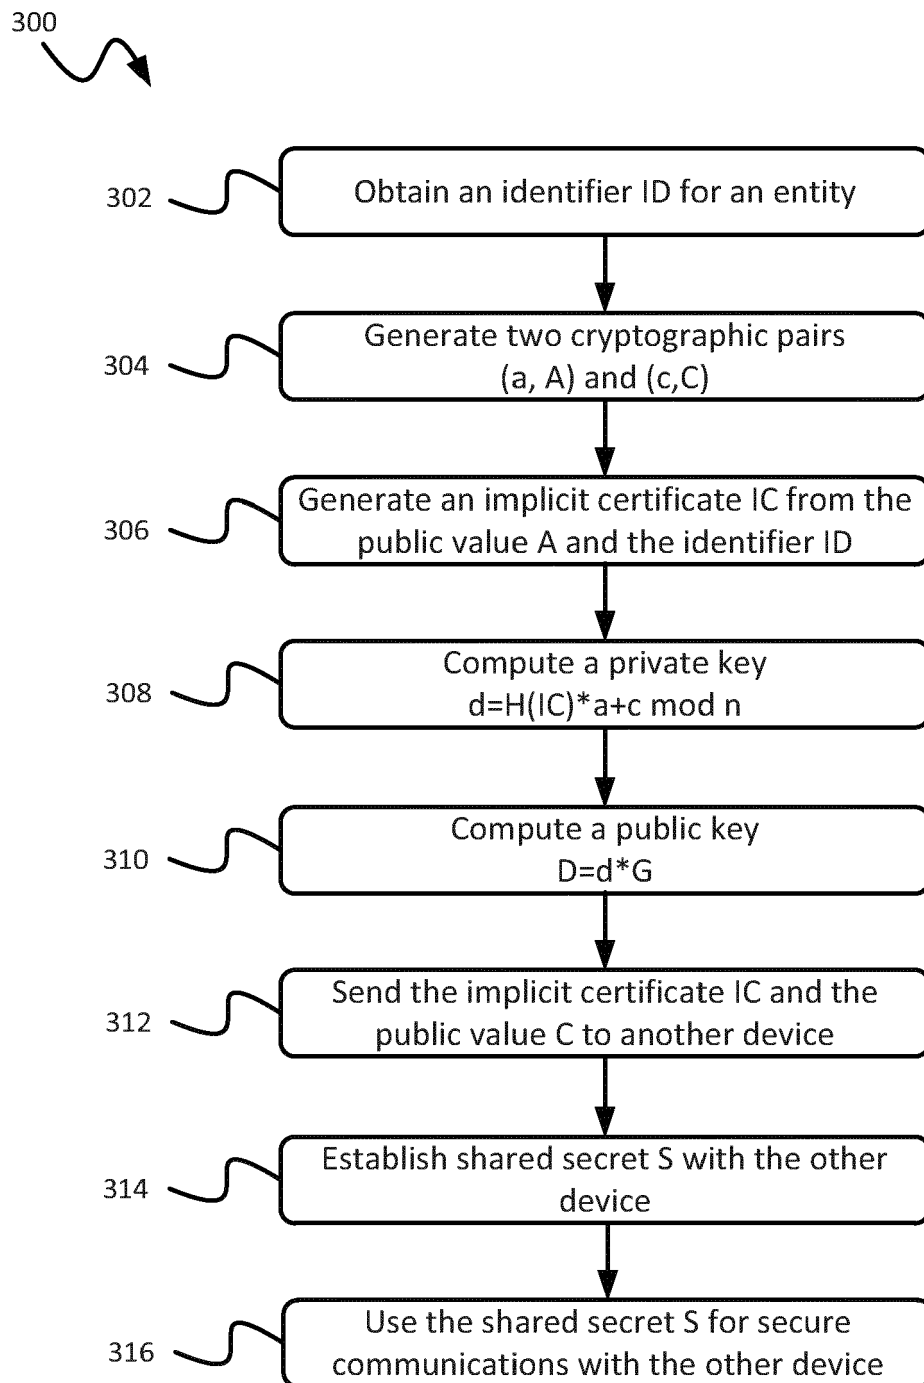 300
302
Obtain an identifier ID for an entity
304
Generate two cryptographic pairs
(a, A) and (c,C)
306
Generate an implicit certificate IC from the
public value A and the identifier ID
308
Compute a private key
d=H(IC)*a+c mod n
310
Compute a public key
D=d*G
312
Send the implicit certificate IC and the
public value C to another device
314
Establish shared secret S with the other
device
316
Use the shared secret S for secure
communications with the other device